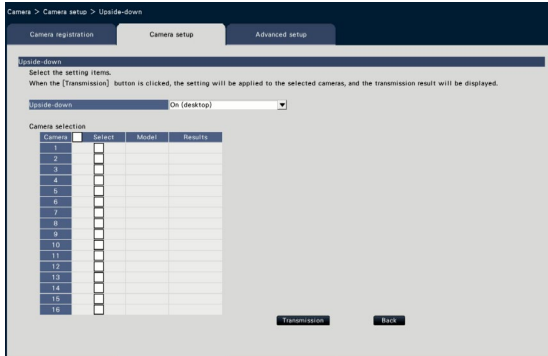 Camera > Camera setup > Upside-down
Camera registration Camera setup Advanced setup
Upside-down
Select the setting items.
When the [Transmission] button is clicked, the setting will be applied to the selected cameras, and the transmission result will be displayed.
Upside-down On (desktop)
Camera selection
Camera Select Model Results
1
2
3
4
5
6
7
8
9
10
11
12
13
14
15
16
Transmission Back